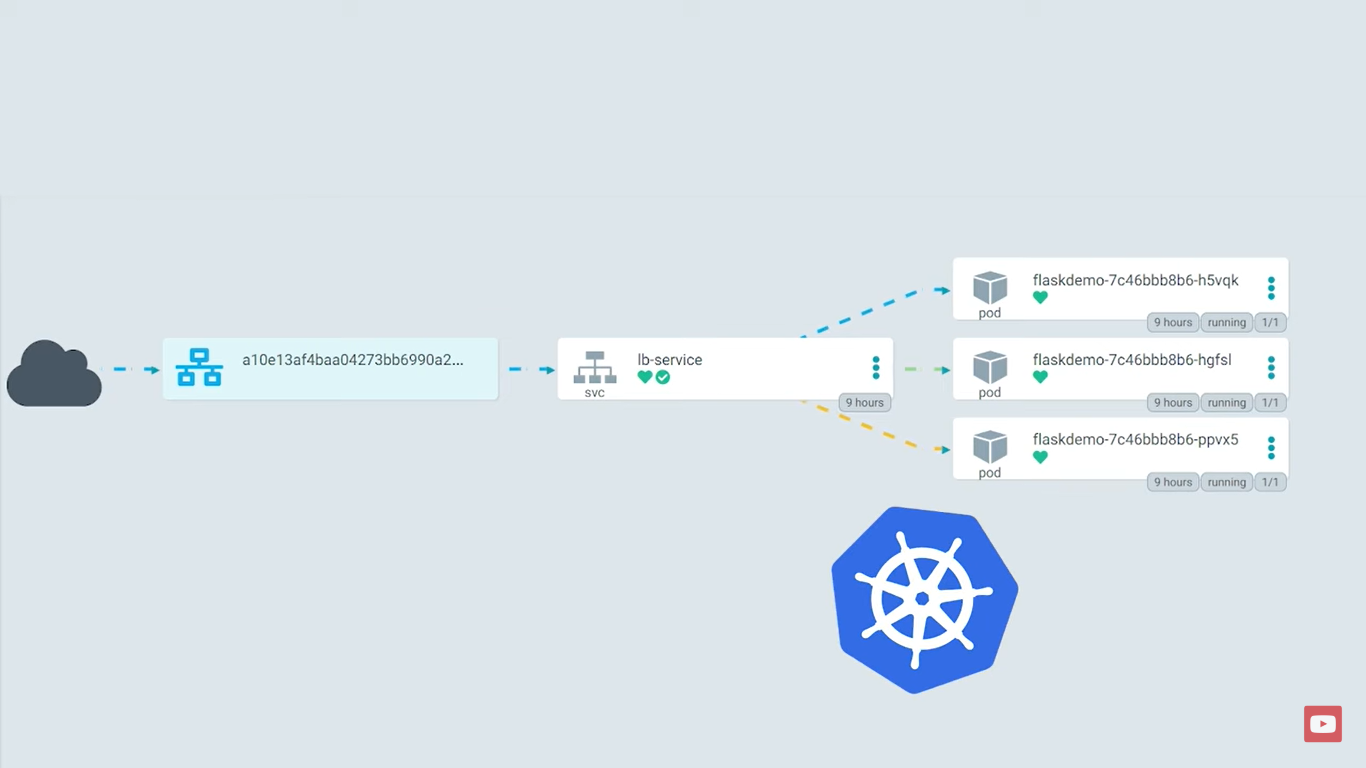 a10e13af4baa04273bb6990a2...
lb-service
svc
9 hours
flaskdemo-7c46bbb8b6-h5vqk
pod
9 hours running 1/1
flaskdemo-7c46bbb8b6-hgfsl
pod
9 hours running 1/1
flaskdemo-7c46bbb8b6-ppvx5
pod
9 hours running 1/1